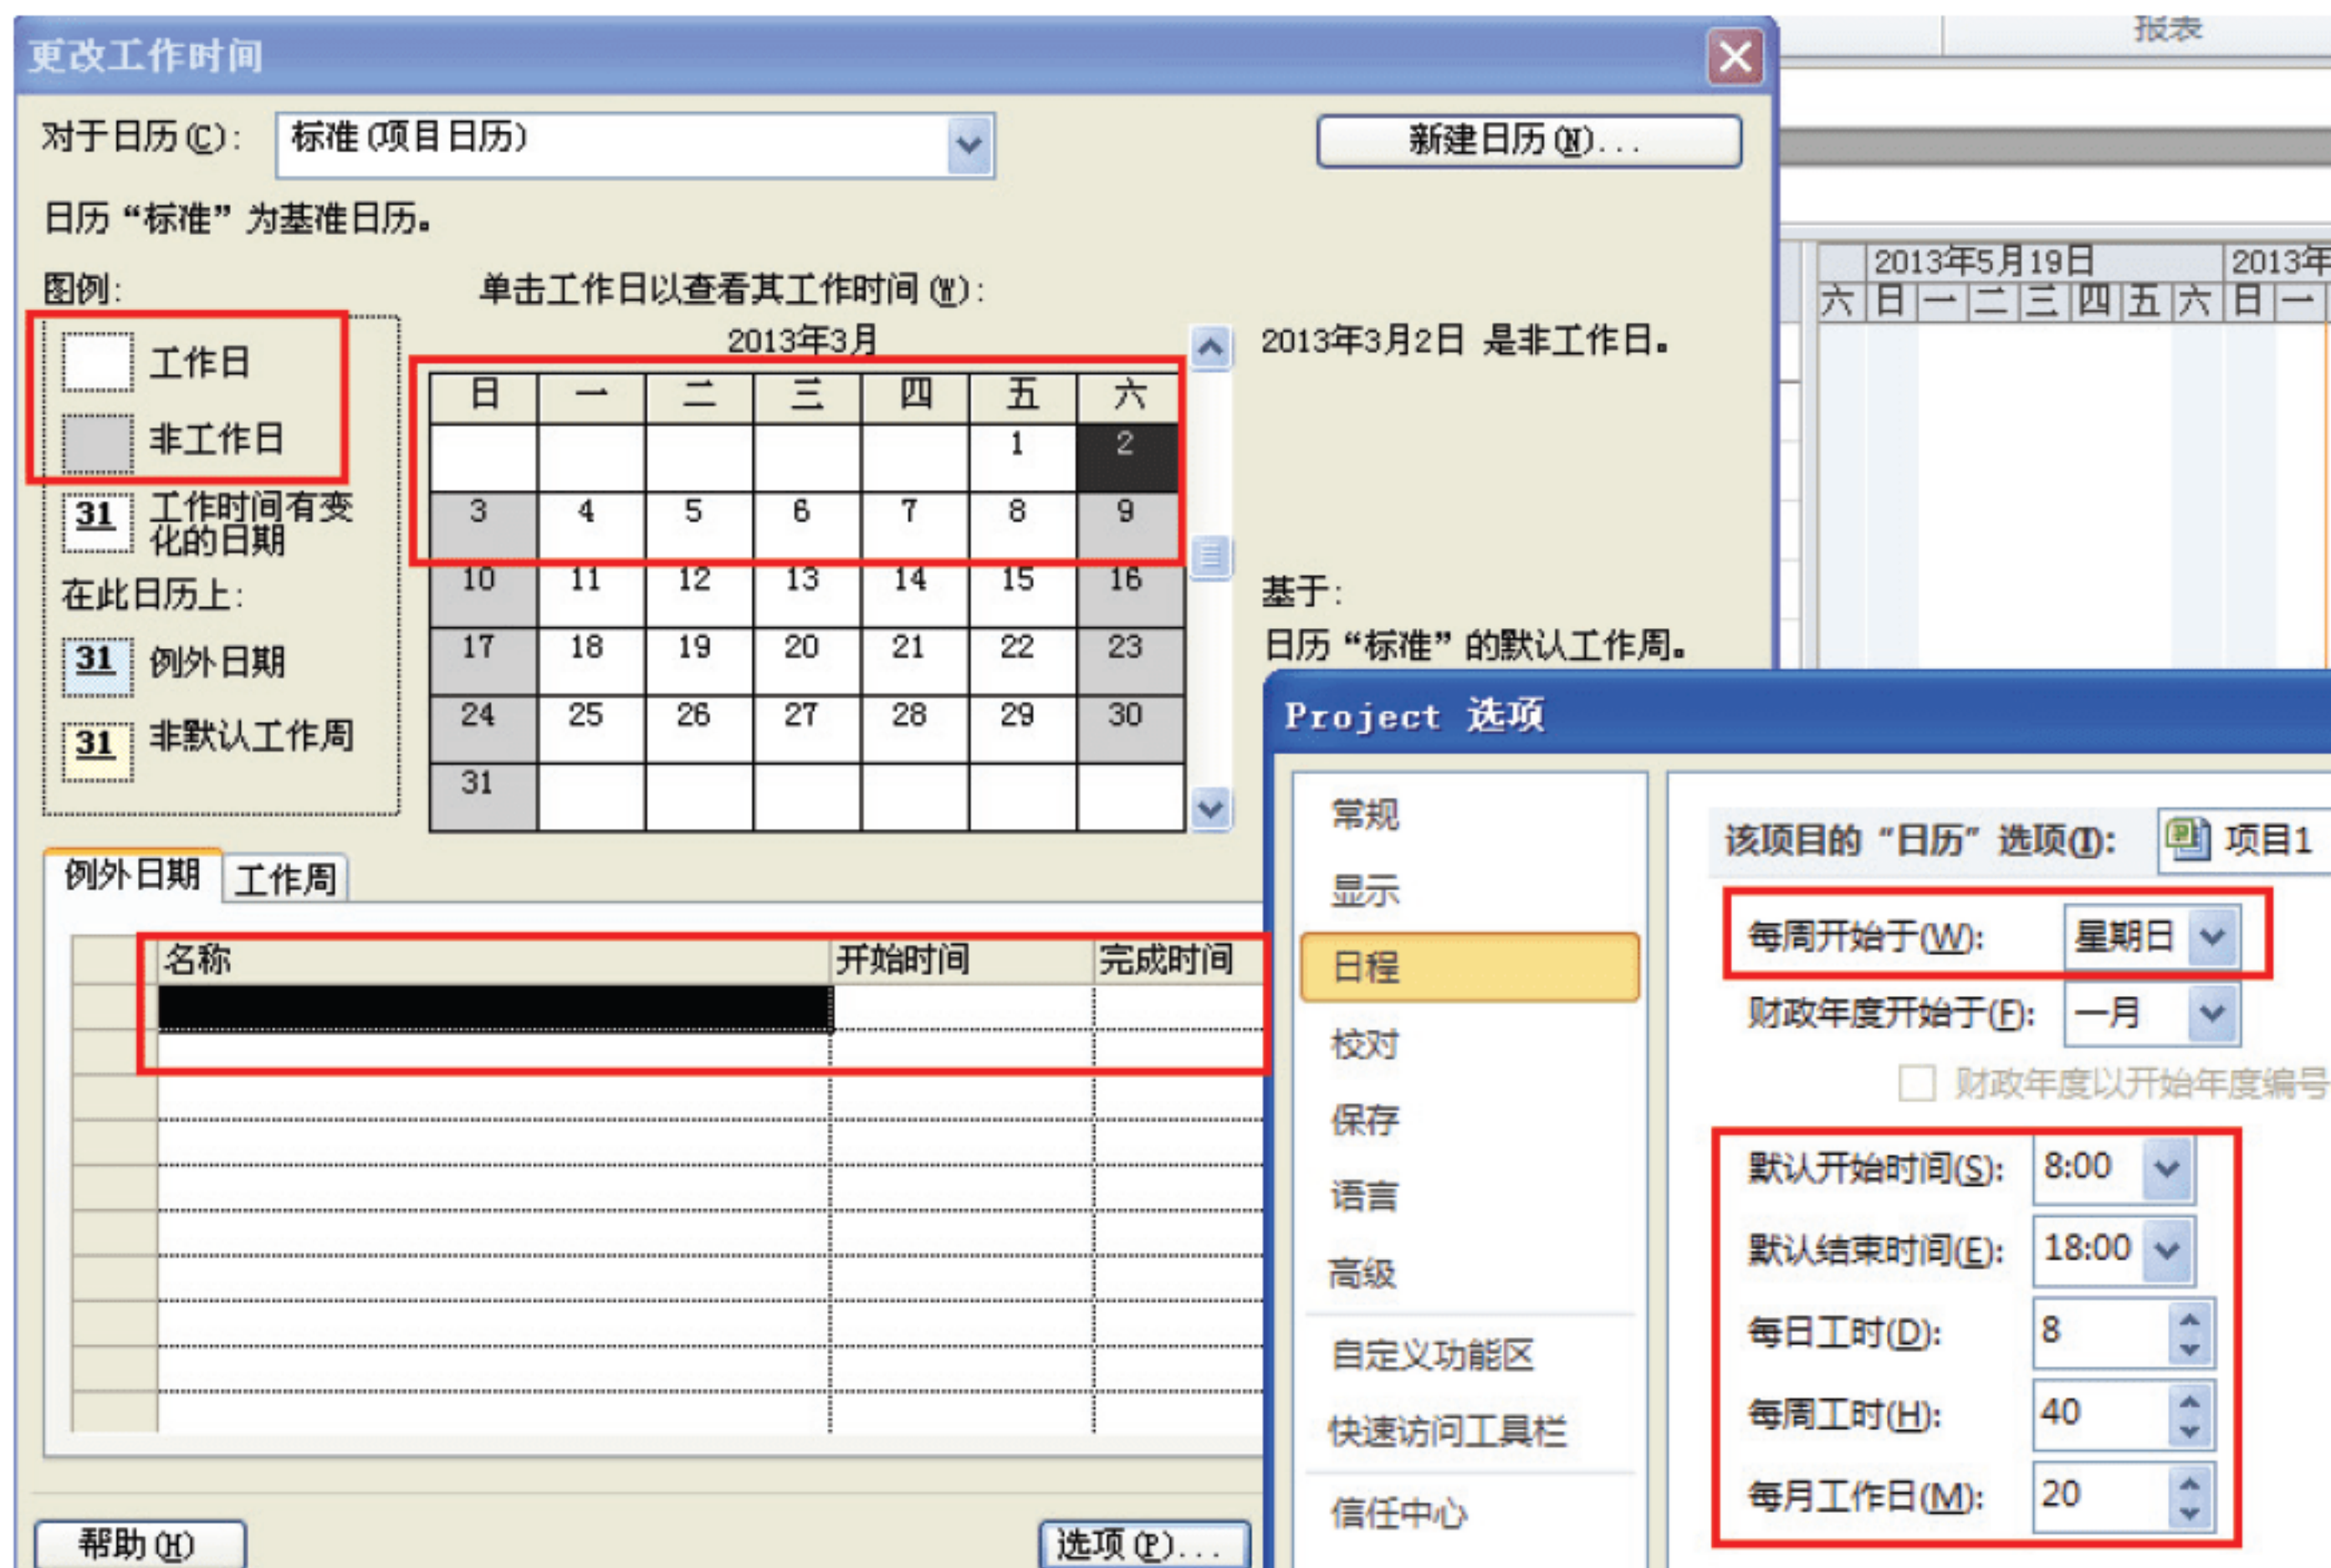 更改工作时间
报表
对于日历(C): 标准(项目日历) 新建日历(N)...
日历“标准”为基准日历。
图例:
工作日
非工作日
31 工作时间有变化的日期
在此日历上:
31 例外日期
31 非默认工作周
单击工作日以查看其工作时间(W):
2013年3月
日 一 二 三 四 五 六
1 2
3 4 5 6 7 8 9
10 11 12 13 14 15 16
17 18 19 20 21 22 23
24 25 26 27 28 29 30
31
2013年3月2日 是非工作日。
基于:
日历“标准”的默认工作周。
2013年5月19日 2013年
六 日 一 二 三 四 五 六 日 一
例外日期 工作周
名称 开始时间 完成时间
帮助(H) 选项(P)...
Project 选项
常规
显示
日程
校对
保存
语言
高级
自定义功能区
快速访问工具栏
信任中心
该项目的“日历”选项(I): 项目1
每周开始于(W): 星期日
财政年度开始于(F): 一月
财政年度以开始年度编号
默认开始时间(S): 8:00
默认结束时间(E): 18:00
每日工时(D): 8
每周工时(H): 40
每月工作日(M): 20